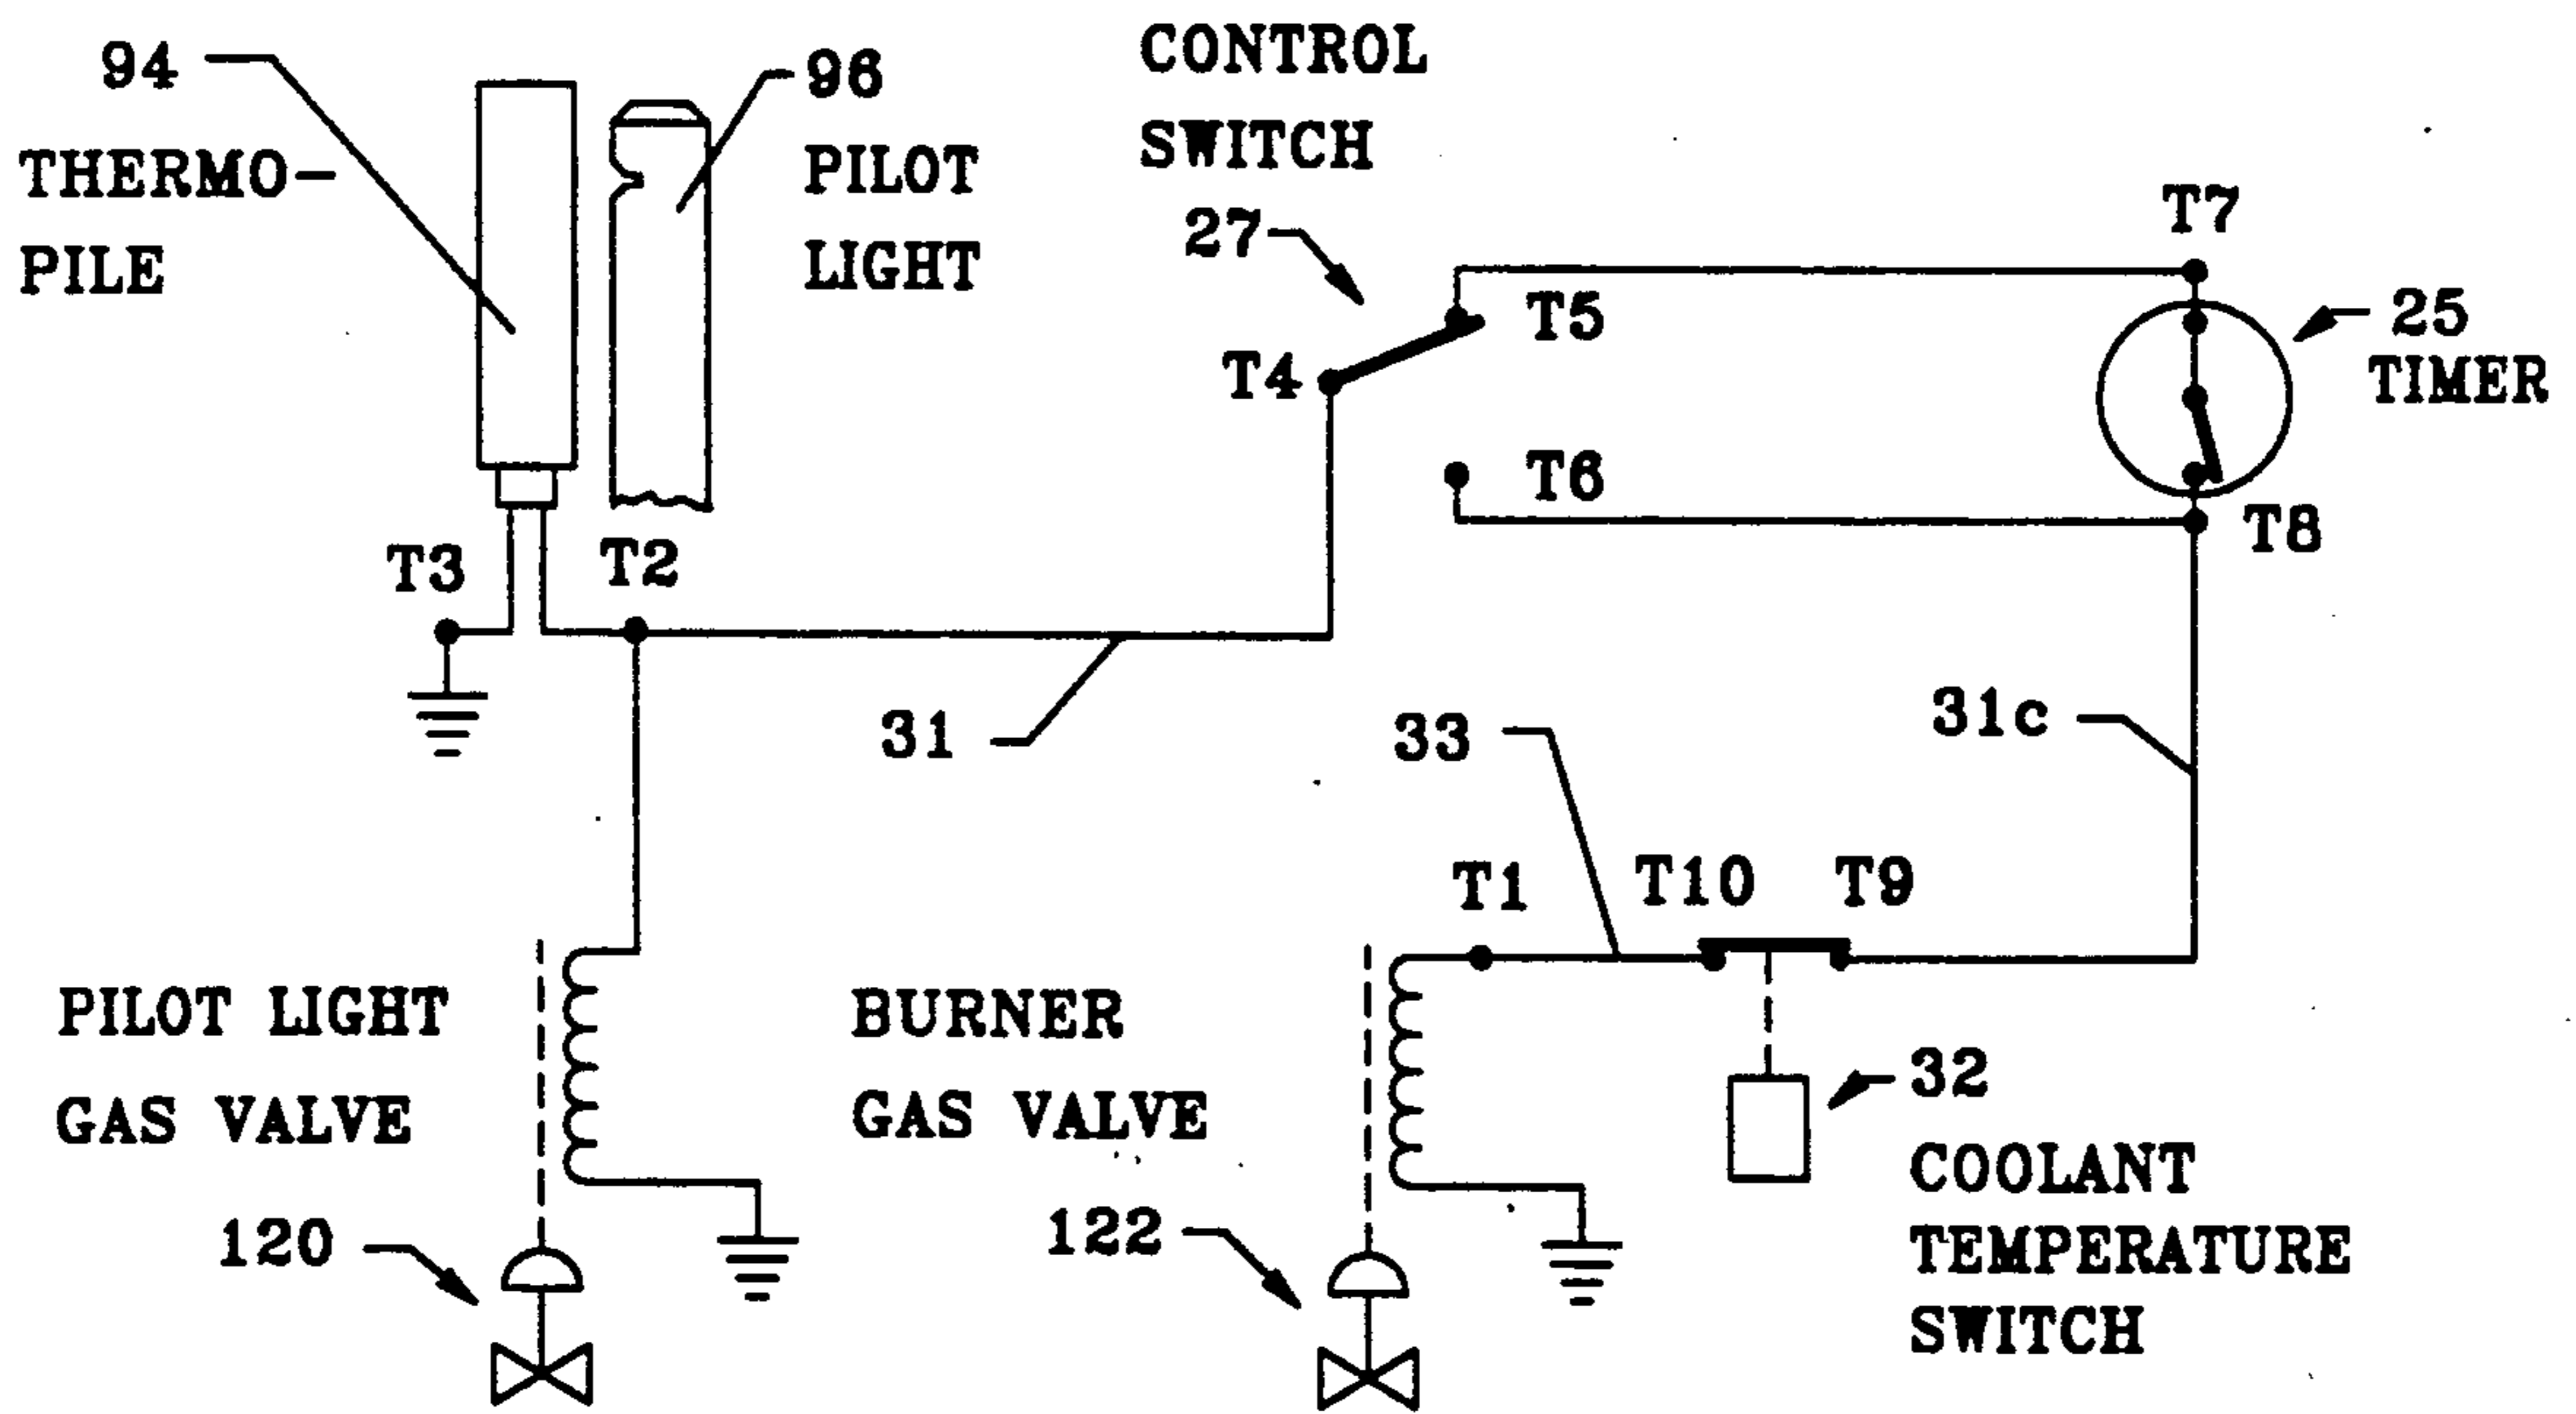 94
THERMO-
PILE
96
PILOT
LIGHT
CONTROL
SWITCH
27
T7
25
TIMER
T5
T4
T6
T8
T3
T2
31
33
31c
T1
T10
T9
PILOT LIGHT
GAS VALVE
120
BURNER
GAS VALVE
122
32
COOLANT
TEMPERATURE
SWITCH